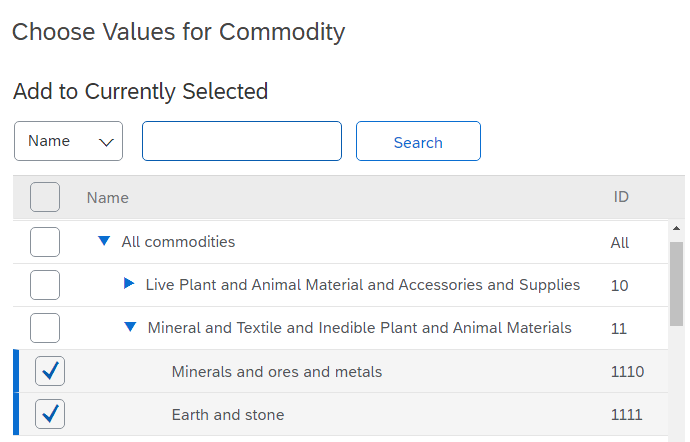 Choose Values for Commodity
Add to Currently Selected
Name Search
Name ID
All commodities All
Live Plant and Animal Material and Accessories and Supplies 10
Mineral and Textile and Inedible Plant and Animal Materials 11
Minerals and ores and metals 1110
Earth and stone 1111